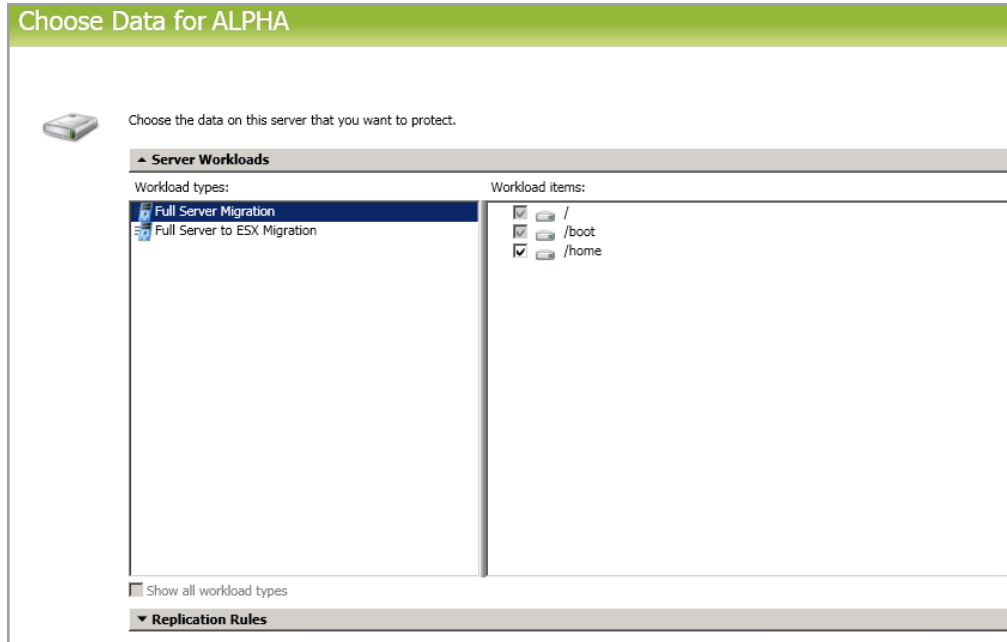 Choose Data for ALPHA
Choose the data on this server that you want to protect.
Server Workloads
Workload types:
Workload items:
Full Server Migration
Full Server to ESX Migration
/
/boot
/home
Show all workload types
Replication Rules